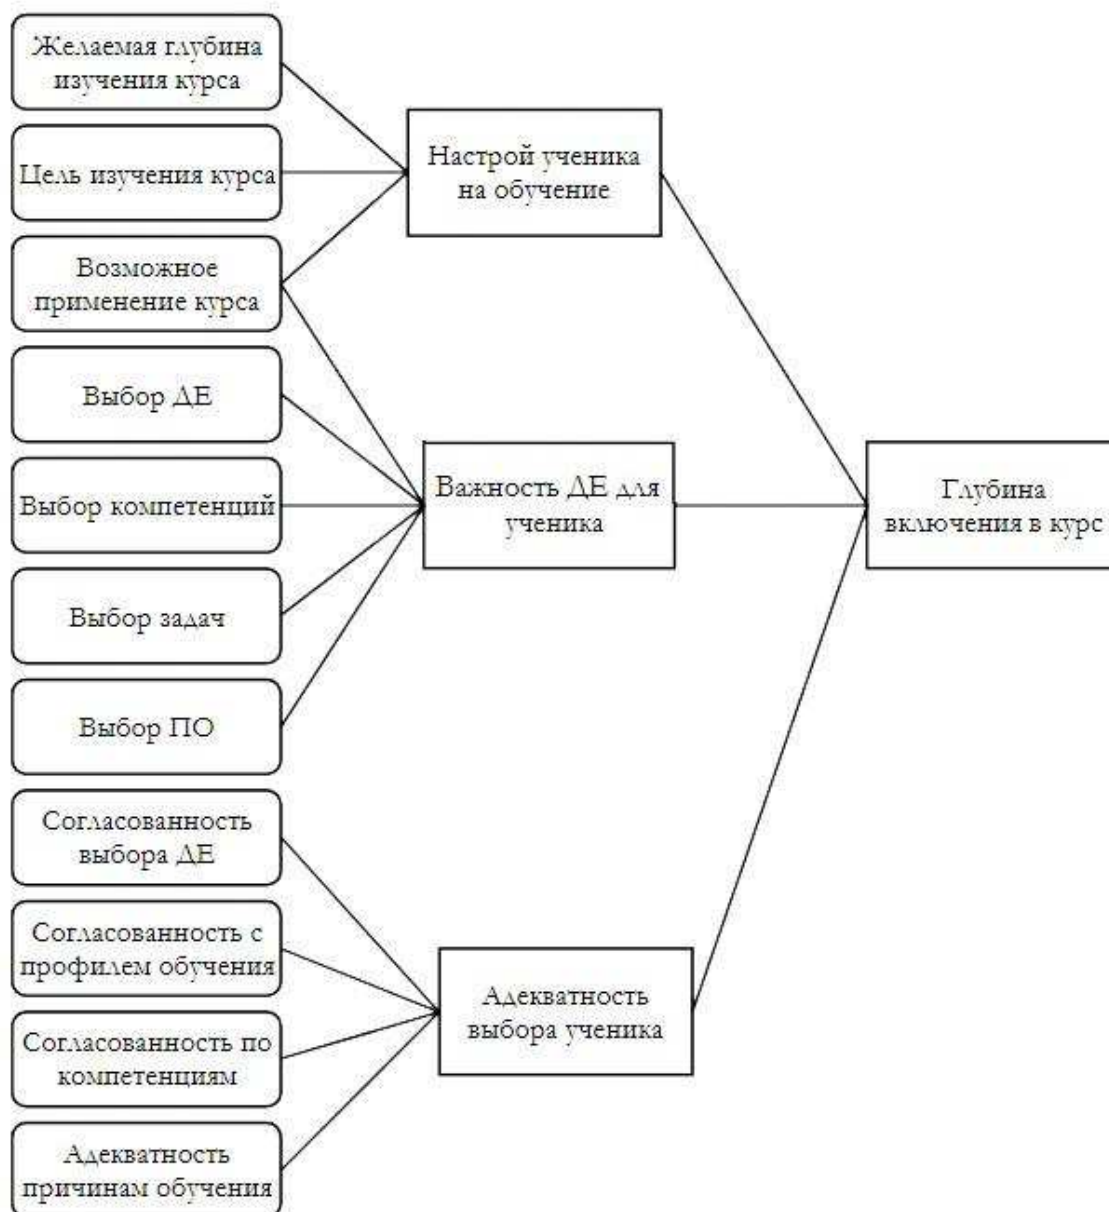 Желаемая глубина
изучения курса
Цель изучения курса
Возможное
применение курса
Выбор ДЕ
Выбор компетенций
Выбор задач
Выбор ПО
Согласованность
выбора ДЕ
Согласованность с
профилем обучения
Согласованность по
компетенциям
Адекватность
причинам обучения
Настрой ученика
на обучение
Важность ДЕ для
ученика
Адекватность
выбора ученика
Глубина
включения в курс